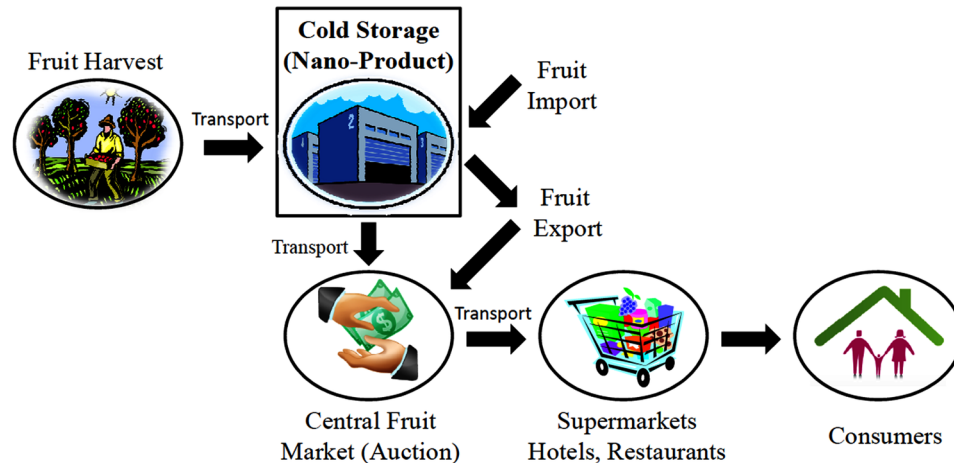 Cold Storage
(Nano-Product)
Fruit Harvest
Transport
2
Fruit
Import
Fruit
Export
Transport
$
Transport
Central Fruit
Market (Auction)
Supermarkets
Hotels, Restaurants
Consumers